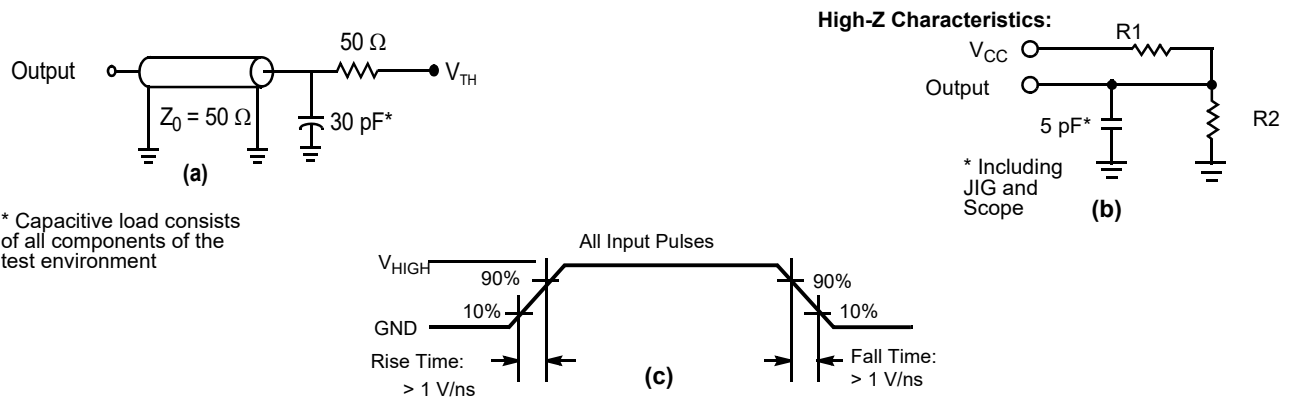 High-Z Characteristics:
50 Ω
Output
V_TH
Z_0 = 50 Ω
30 pF*
(a)
* Capacitive load consists
of all components of the
test environment
R1
V_CC
Output
5 pF*
R2
* Including
JIG and
Scope
(b)
All Input Pulses
V_HIGH
90%
90%
10%
10%
GND
Rise Time:
> 1 V/ns
(c)
Fall Time:
> 1 V/ns